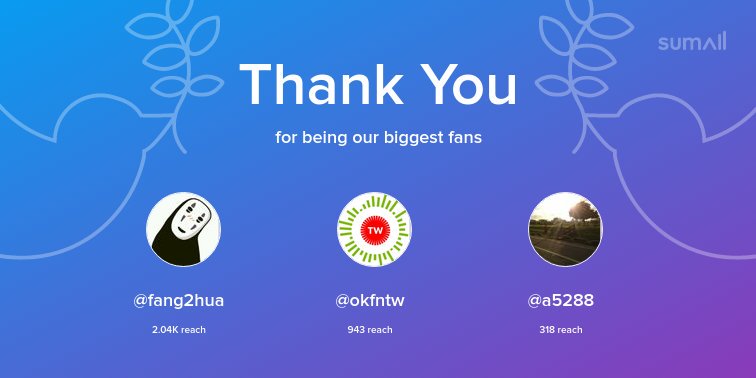 sumall
Thank You
for being our biggest fans
TW
@fang2hua
@okfntw
@a5288
2.04K reach
943 reach
318 reach